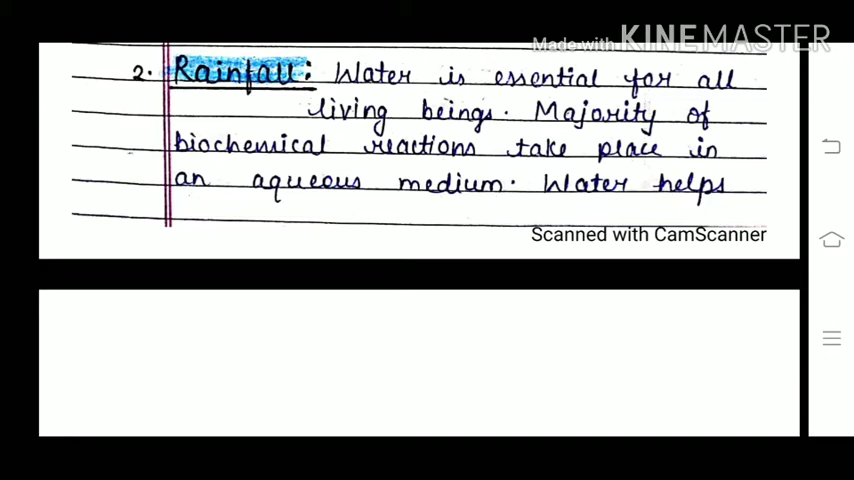 Made with KINEMASTER
2. Rainfall: Water is essential for all
living beings. Majority of
biochemical reactions take place in
an aqueous medium. Water helps
Scanned with CamScanner